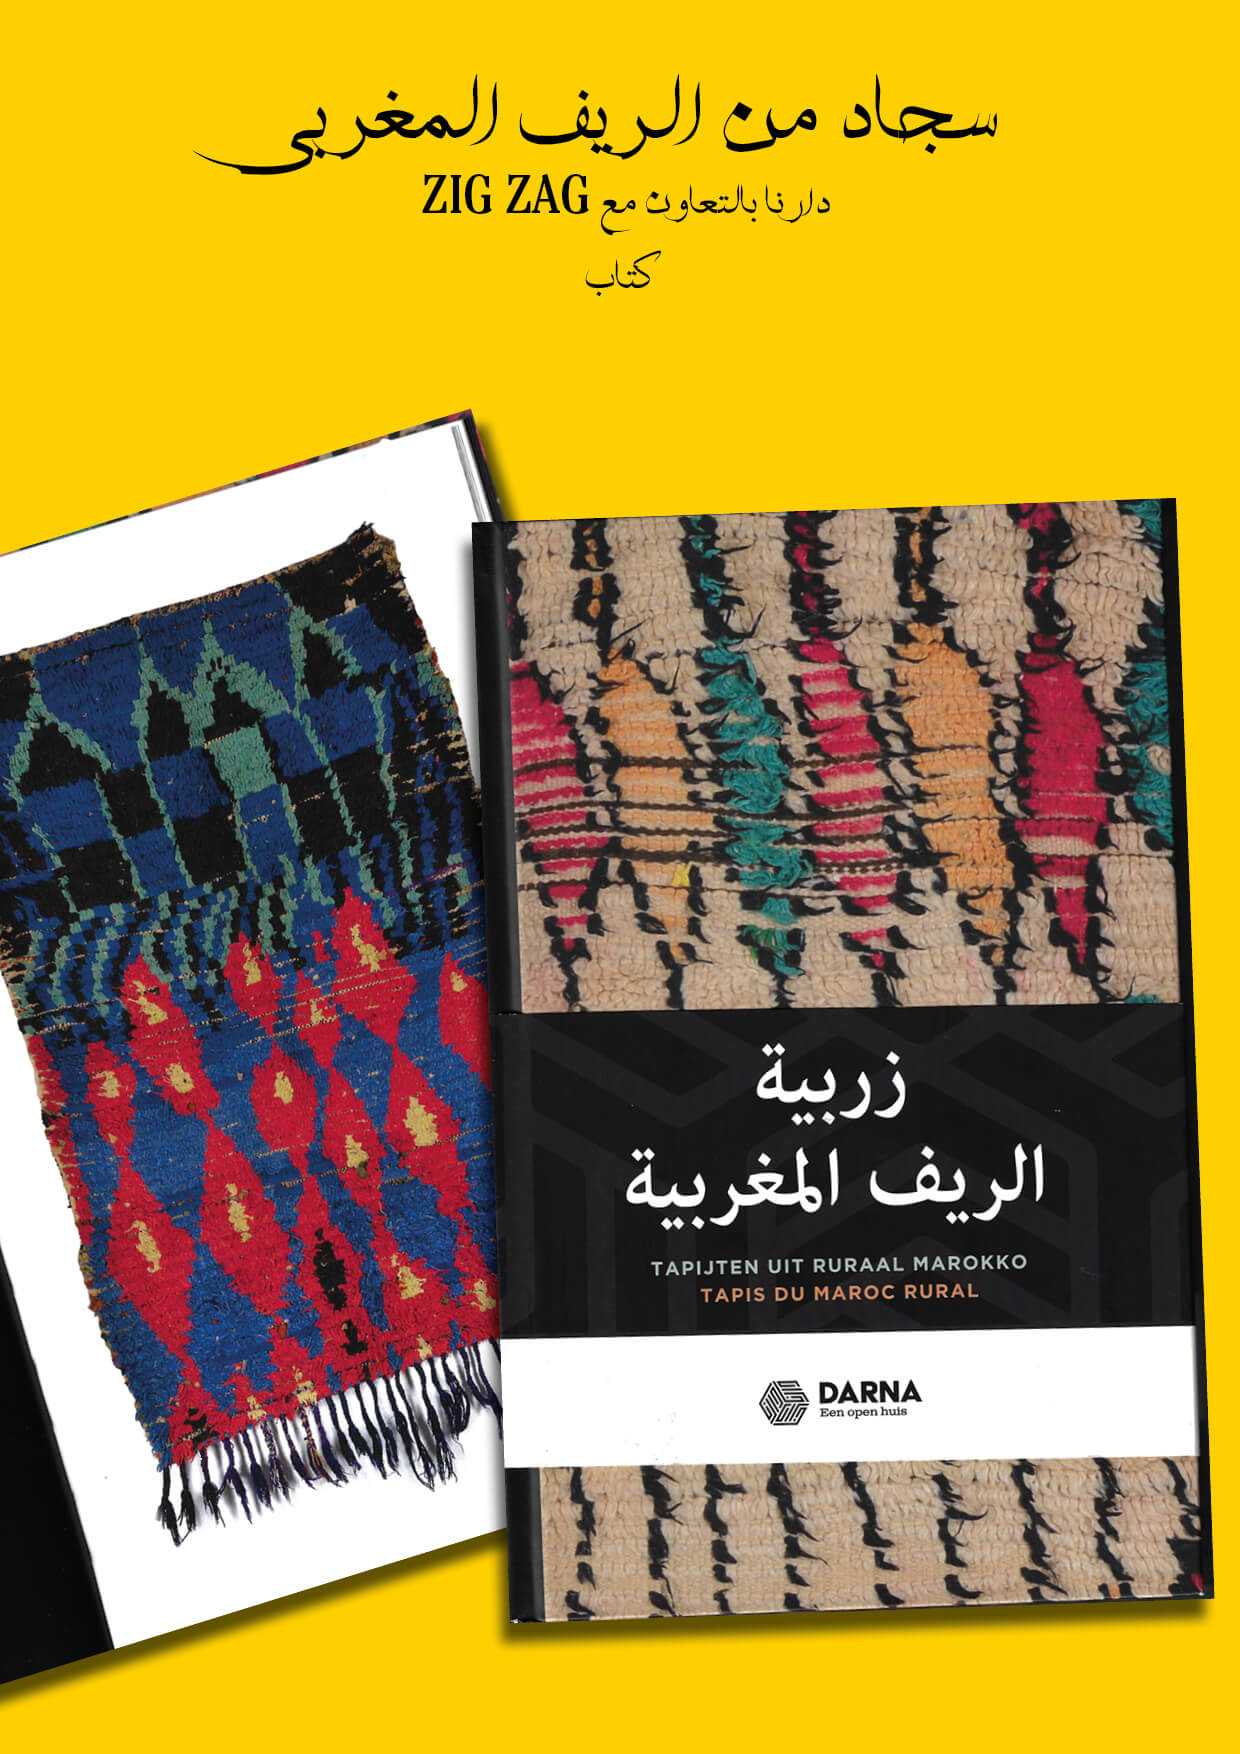 سجاد من الريف المغربي
دارنا بالتعاون مع ZIG ZAG
كتاب
زربية
الريف المغربية
TAPIJTEN UIT RURAAL MAROKKO
TAPIS DU MAROC RURAL
DARNA
Een open huis